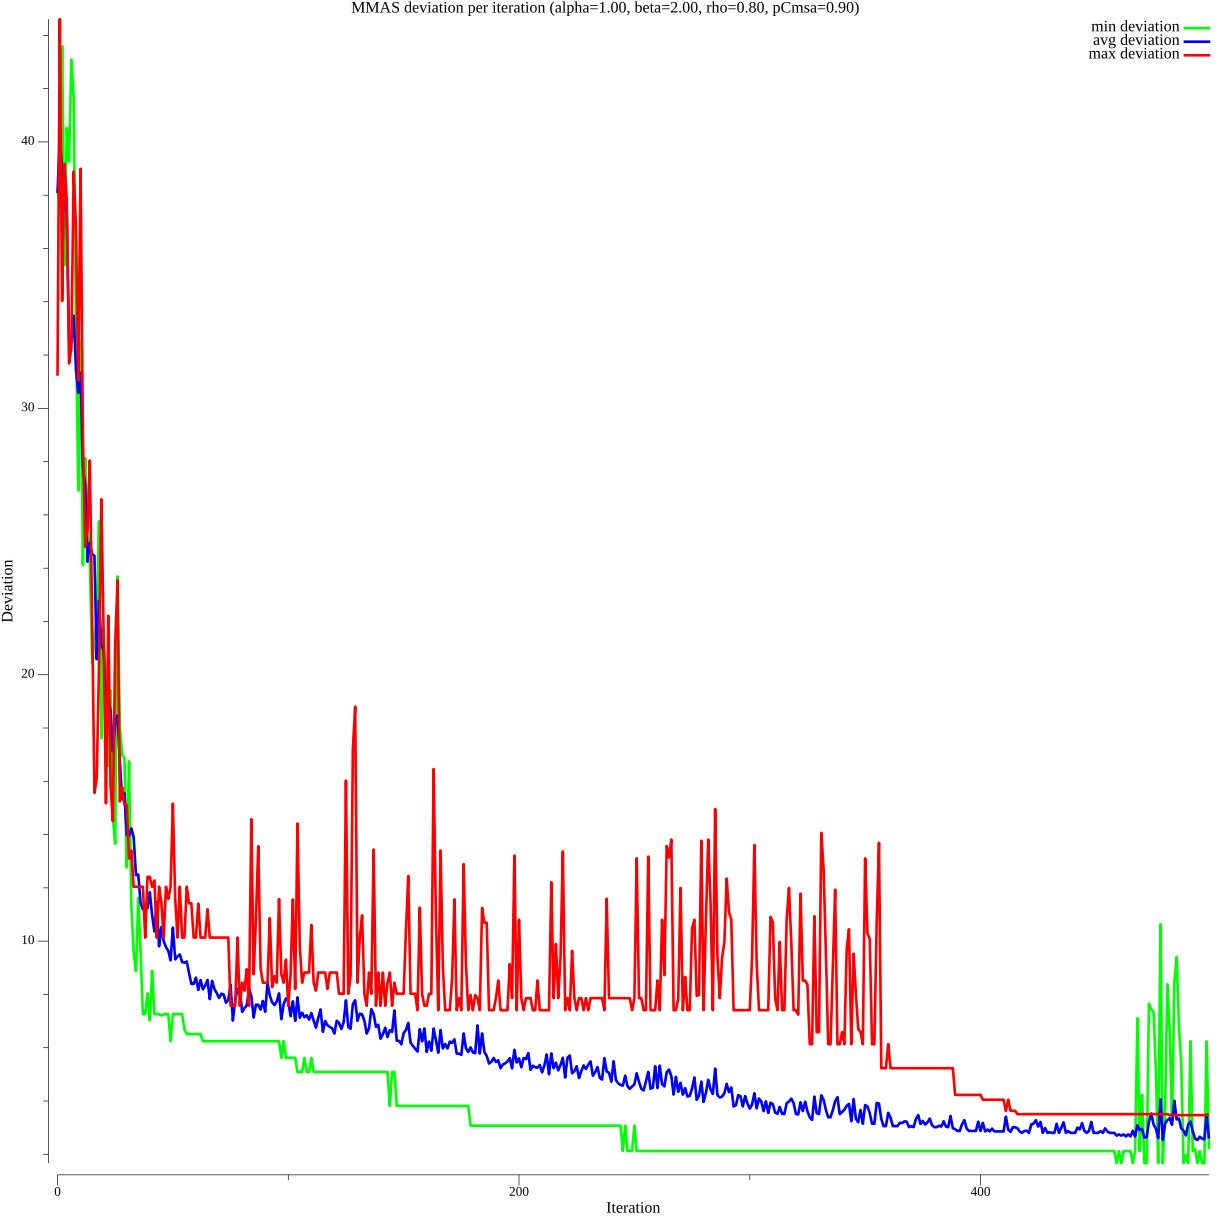 MMAS deviation per iteration (alpha=1.00, beta=2.00, rho=0.80, pCmsa=0.90)
min deviation
avg deviation
max deviation
40
30
20
10
Deviation
0
200
400
Iteration